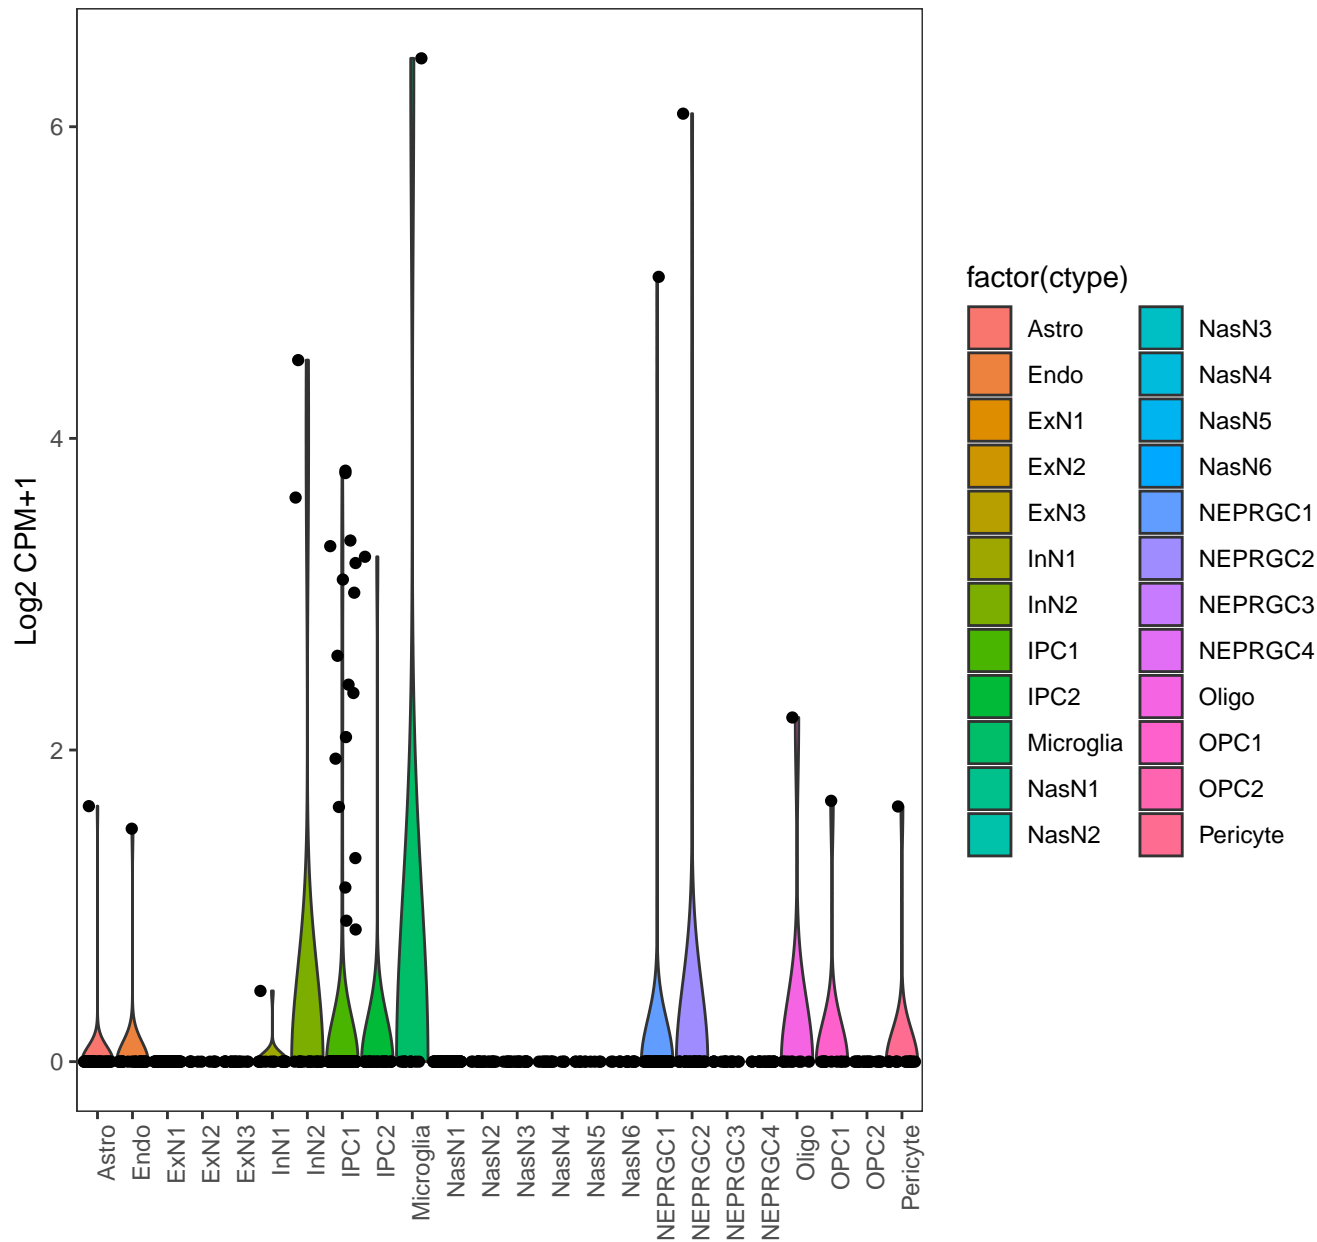 Log2 CPM+1
6
4
2
0
Astro
Endo
ExN1
ExN2
ExN3
InN1
InN2
IPC1
IPC2
Microglia
NasN1
NasN2
NasN3
NasN4
NasN5
NasN6
NEPRGC1
NEPRGC2
NEPRGC3
NEPRGC4
Oligo
OPC1
OPC2
Pericyte
factor(ctype)
Astro
Endo
ExN1
ExN2
ExN3
InN1
InN2
IPC1
IPC2
Microglia
NasN1
NasN2
NasN3
NasN4
NasN5
NasN6
NEPRGC1
NEPRGC2
NEPRGC3
NEPRGC4
Oligo
OPC1
OPC2
Pericyte